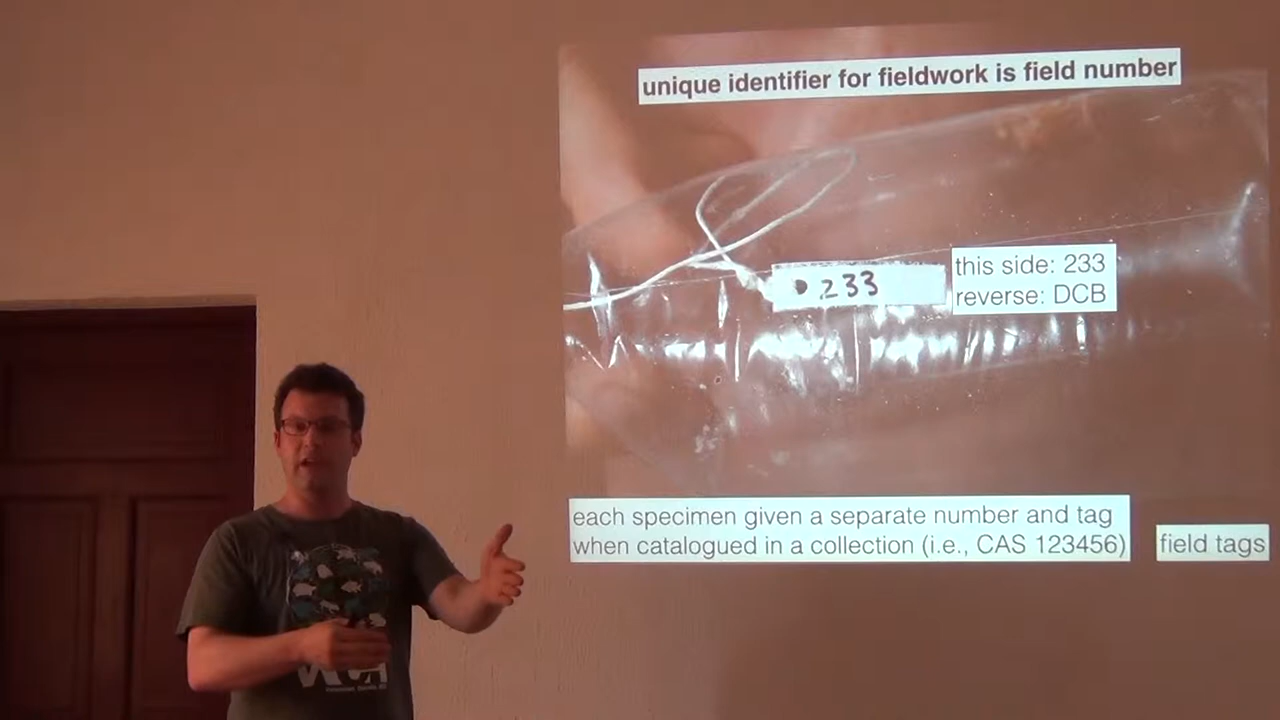 unique identifier for fieldwork is field number
233
this side: 233
reverse: DCB
each specimen given a separate number and tag
when catalogued in a collection (i.e., CAS 123456)
field tags